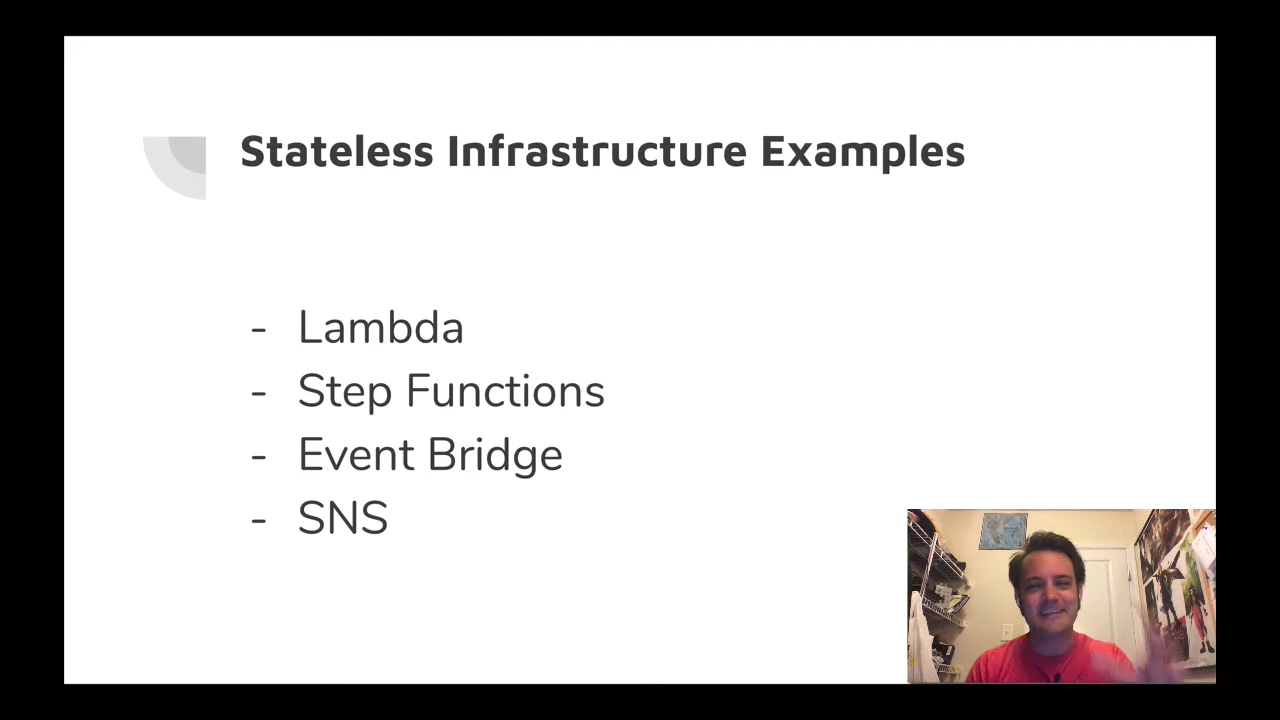 Stateless Infrastructure Examples
- Lambda
- Step Functions
- Event Bridge
- SNS